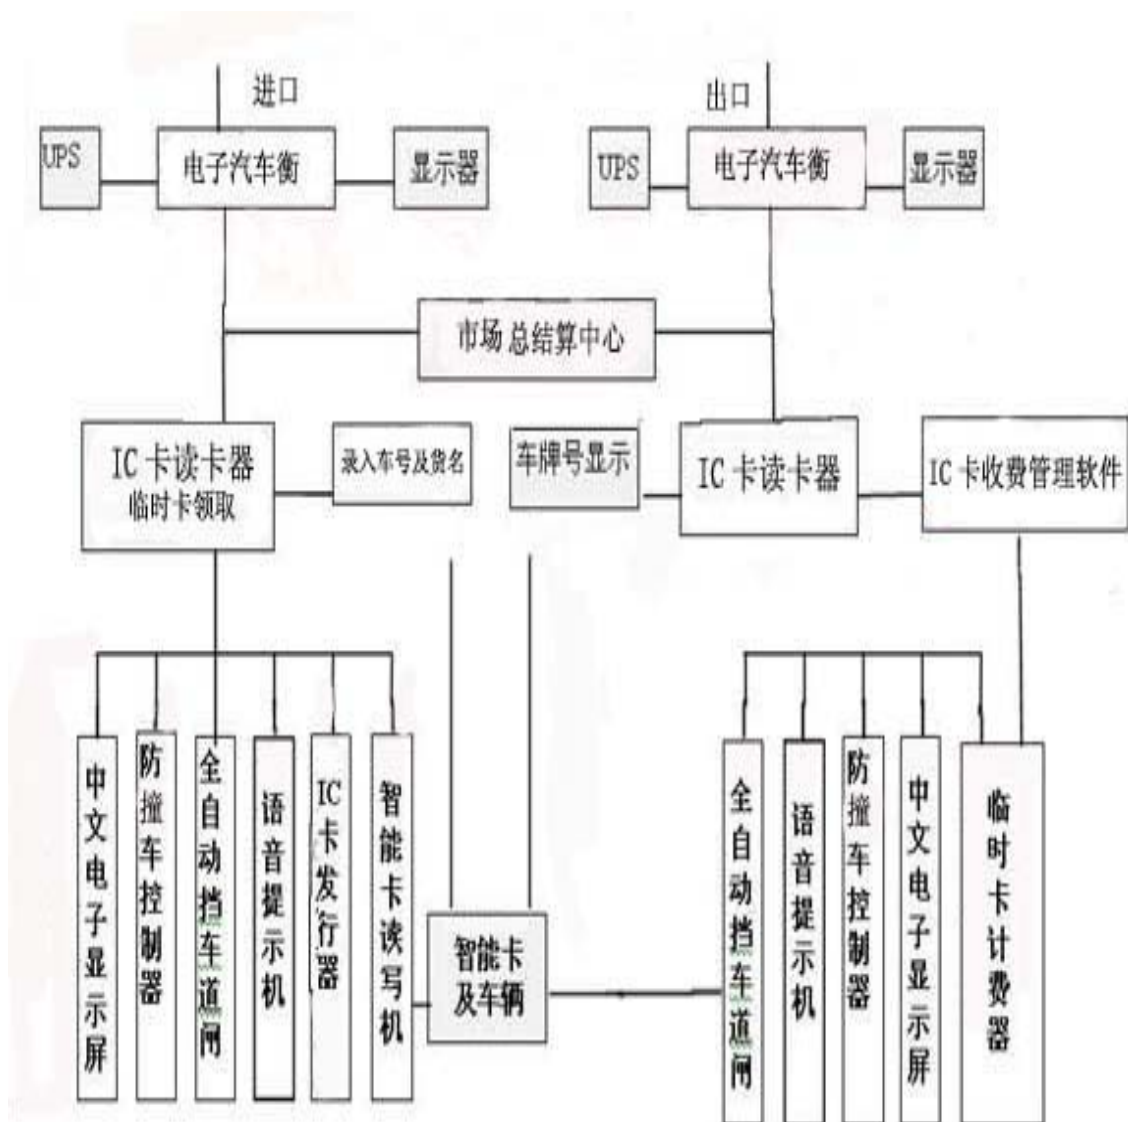 进口
出口
UPS
电子汽车衡
显示器
UPS
电子汽车衡
显示器
市场总结算中心
IC 卡读卡器
临时卡领取
录入车号及货名
车牌号显示
IC 卡读卡器
IC 卡收费管理软件
中文电子显示屏
防撞车控制器
全自动挡车道闸
语音提示机
IC卡发行器
智能卡读写机
智能卡
及车辆
全自动挡车道闸
语音提示机
防撞车控制器
中文电子显示屏
临时卡计费器